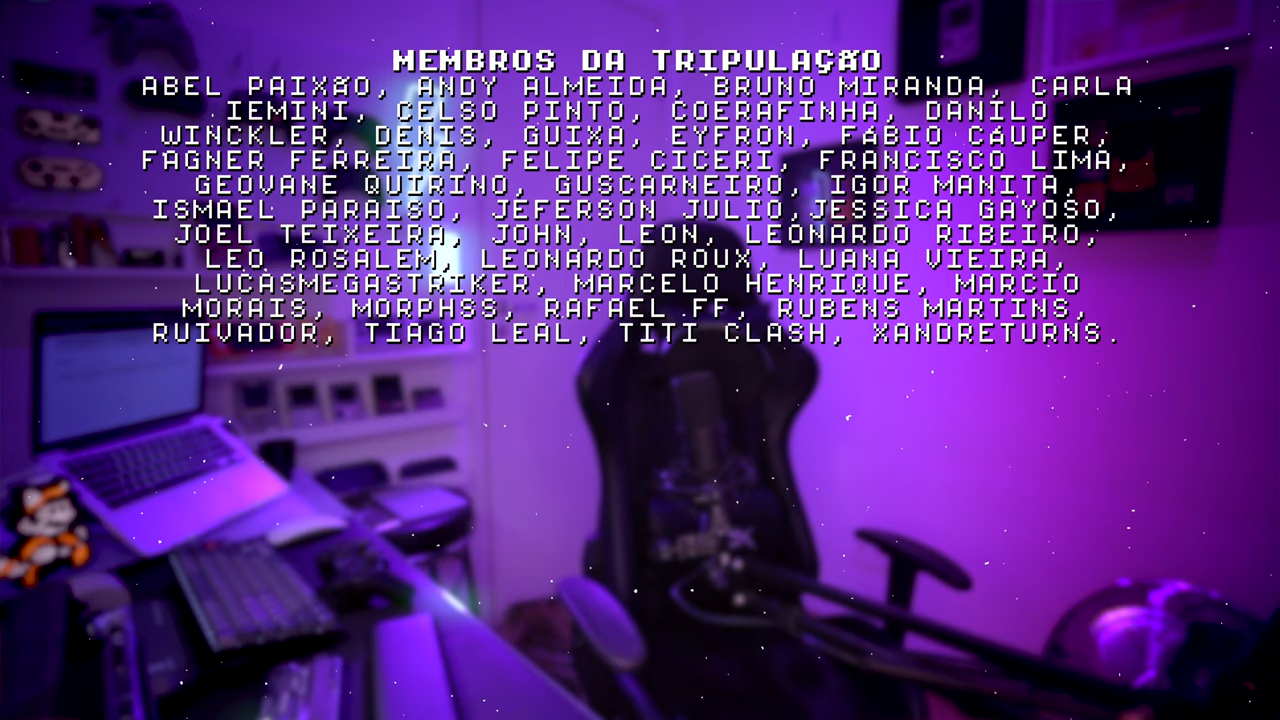 MEMBROS DA TRIPULAÇÃO
ABEL PAIXÃO, ANDY ALMEIDA, BRUNO MIRANDA, CARLA
IEMINI, CELSO PINTO, COERAFINHA, DANILO
WINCKLER, DENIS, GUIXA, EYFRON, FÁBIO CÁUPER,
FAGNER FERREIRA, FELIPE CICERI, FRANCISCO LIMA,
GEOVANE QUIRINO, GUSCARNEIRO, IGOR MANITA,
ISMAEL PARAISO, JEFERSON JULIO,JESSICA GAYOSO,
JOEL TEIXEIRA, JOHN, LEON, LEONARDO RIBEIRO,
LEO ROSALEM, LEONARDO ROUX, LUANA VIEIRA,
LUCASMEGASTRIKER, MARCELO HENRIQUE, MARCIO
MORAIS, MORPHSS, RAFAEL FF, RUBENS MARTINS,
RUIVADOR, TIAGO LEAL, TITI CLASH, XANDRETURNS.